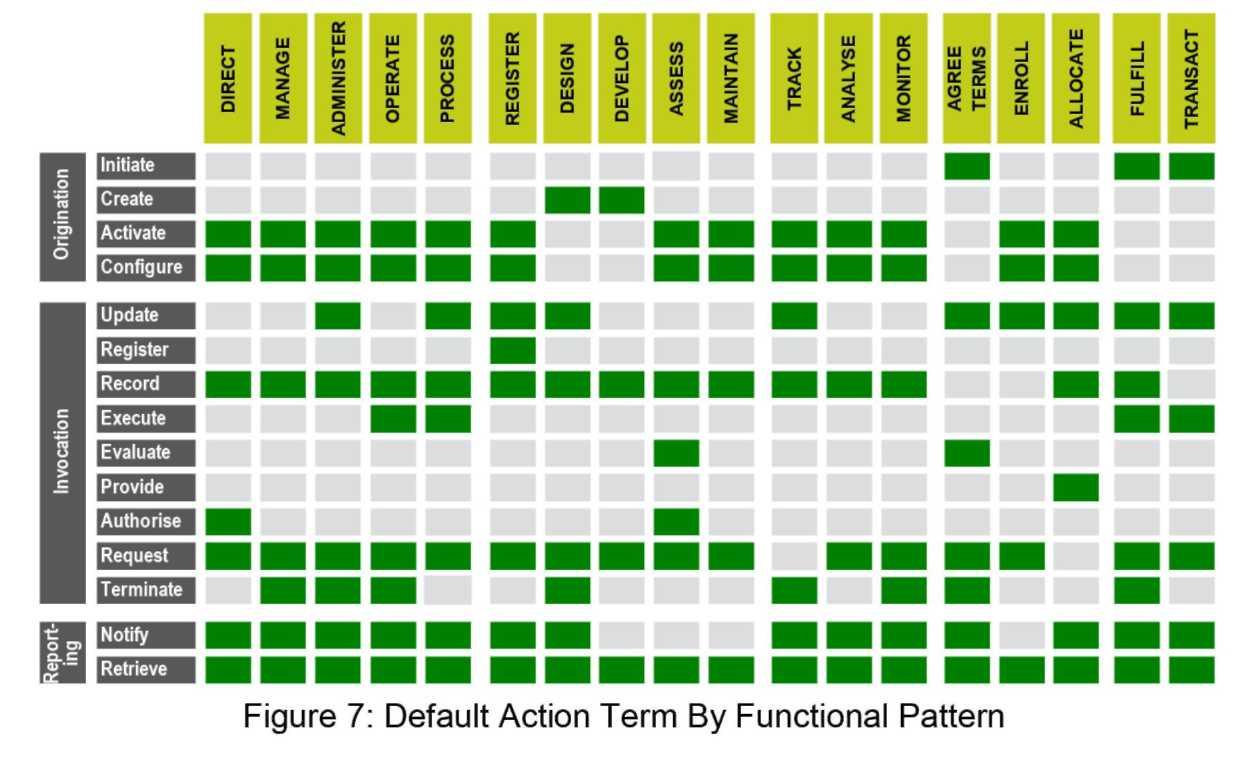 DIRECT
MANAGE
ADMINISTER
OPERATE
PROCESS
REGISTER
DESIGN
DEVELOP
ASSESS
MAINTAIN
TRACK
ANALYSE
MONITOR
AGREE
TERMS
ENROLL
ALLOCATE
FULFILL
TRANSACT
Origination
Initiate
Create
Activate
Configure
Invocation
Update
Register
Record
Execute
Evaluate
Provide
Authorise
Request
Terminate
Report-
ing
Notify
Retrieve
Figure 7: Default Action Term By Functional Pattern